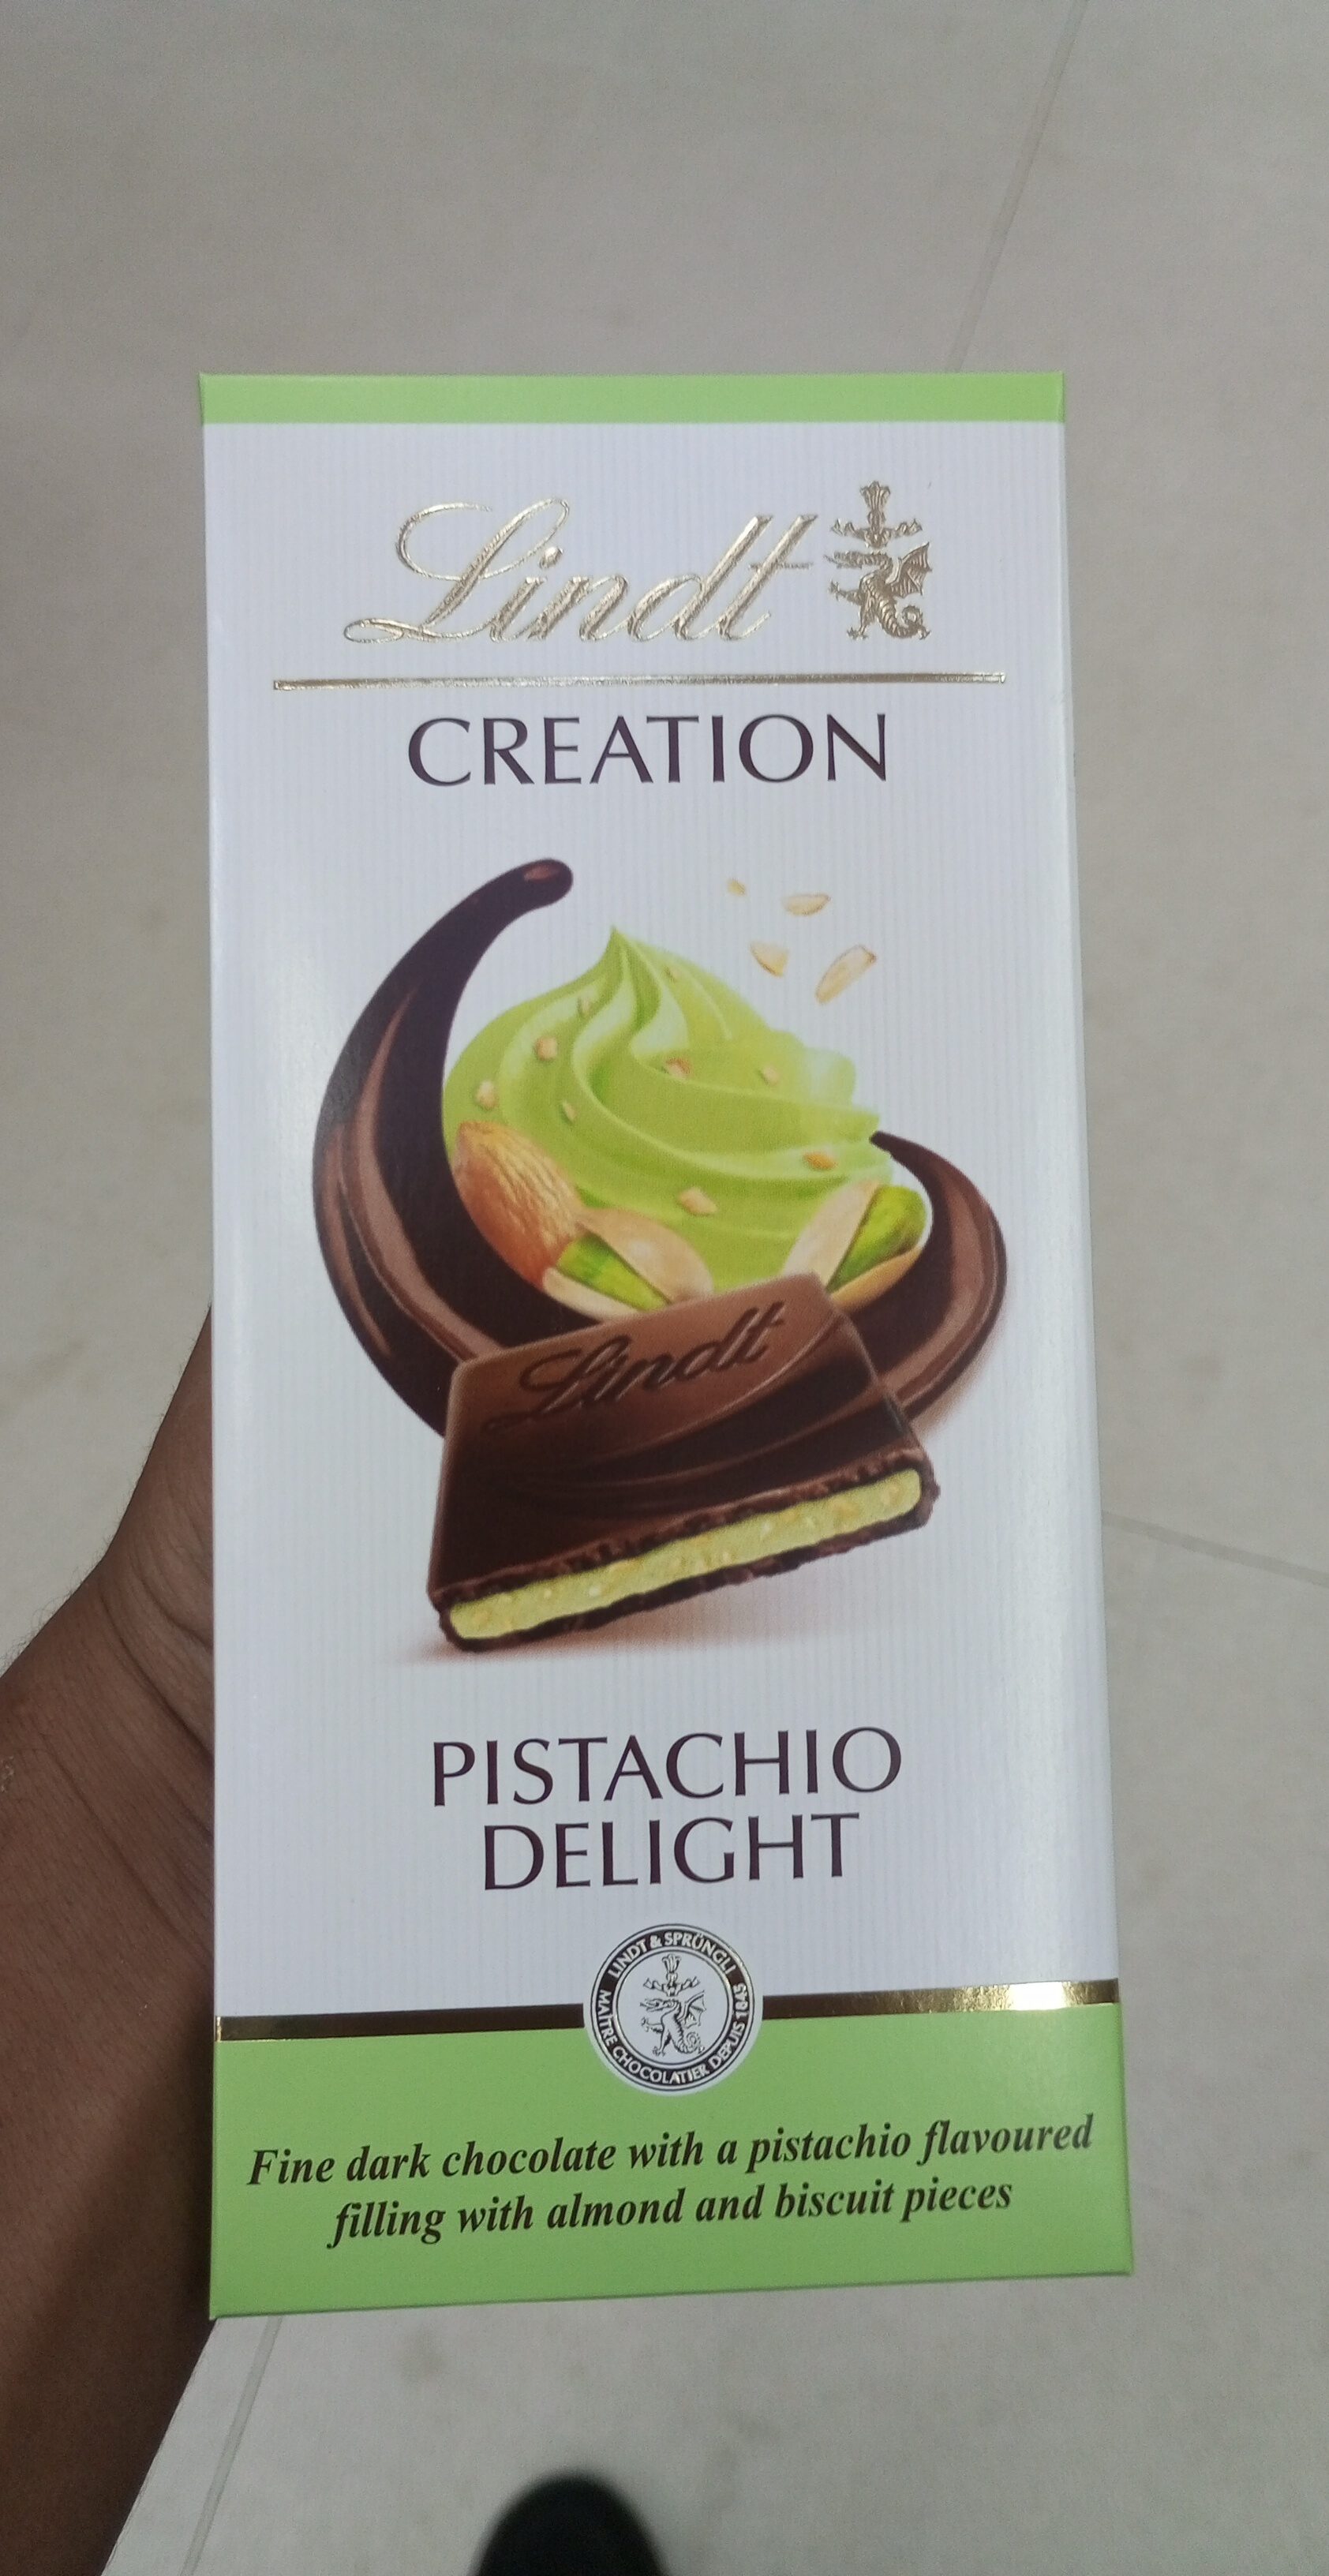 Lindt
CREATION
Lindt
PISTACHIO
DELIGHT
LINDT & SPRÜNGLI
MAÎTRE CHOCOLATIER DEPUIS 1845
Fine dark chocolate with a pistachio flavoured
filling with almond and biscuit pieces